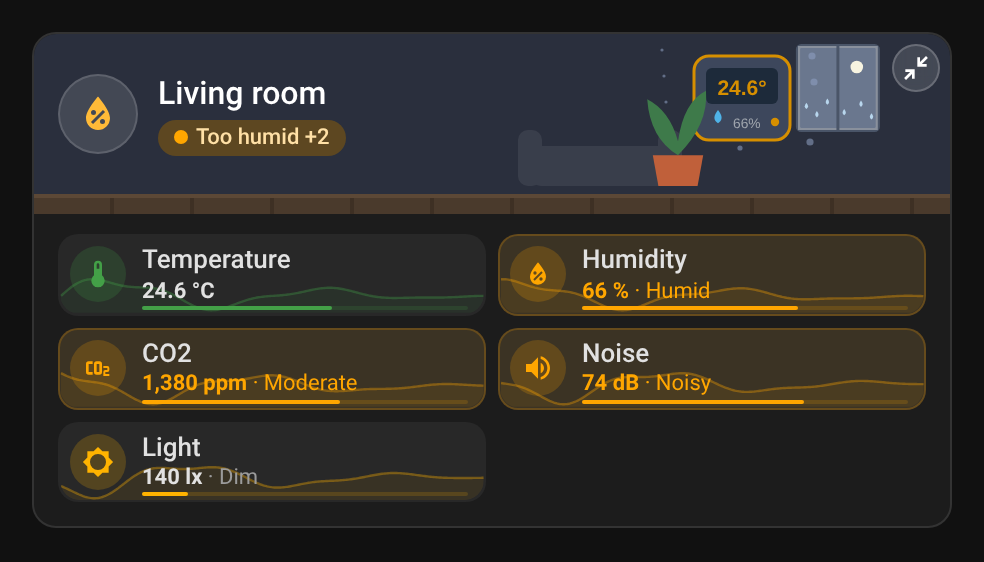 Living room
Too humid +2
24.6°
66%
Temperature
24.6 °C
Humidity
66 % · Humid
CO2
CO2
1,380 ppm · Moderate
Noise
74 dB · Noisy
Light
140 lx · Dim